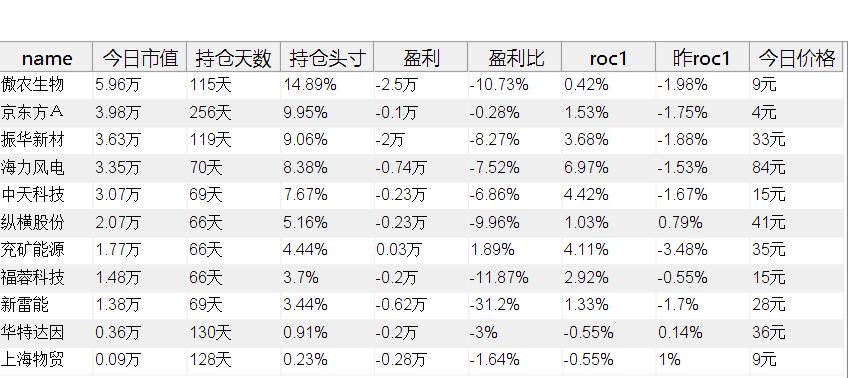 name 今日市值 持仓天数 持仓头寸 盈利 盈利比 roc1 昨roc1 今日价格
傲农生物 5.96万 115天 14.89% -2.5万 -10.73% 0.42% -1.98% 9元
京东方Ａ 3.98万 256天 9.95% -0.1万 -0.28% 1.53% -1.75% 4元
振华新材 3.63万 119天 9.06% -2万 -8.27% 3.68% -1.88% 33元
海力风电 3.35万 70天 8.38% -0.74万 -7.52% 6.97% -1.53% 84元
中天科技 3.07万 69天 7.67% -0.23万 -6.86% 4.42% -1.67% 15元
纵横股份 2.07万 66天 5.16% -0.23万 -9.96% 1.03% 0.79% 41元
兖矿能源 1.77万 66天 4.44% 0.03万 1.89% 4.11% -3.48% 35元
福蓉科技 1.48万 66天 3.7% -0.2万 -11.87% 2.92% -0.55% 15元
新雷能 1.38万 69天 3.44% -0.62万 -31.2% 1.33% -1.7% 28元
华特达因 0.36万 130天 0.91% -0.2万 -3% -0.55% 0.14% 36元
上海物贸 0.09万 128天 0.23% -0.28万 -1.64% -0.55% 1% 9元